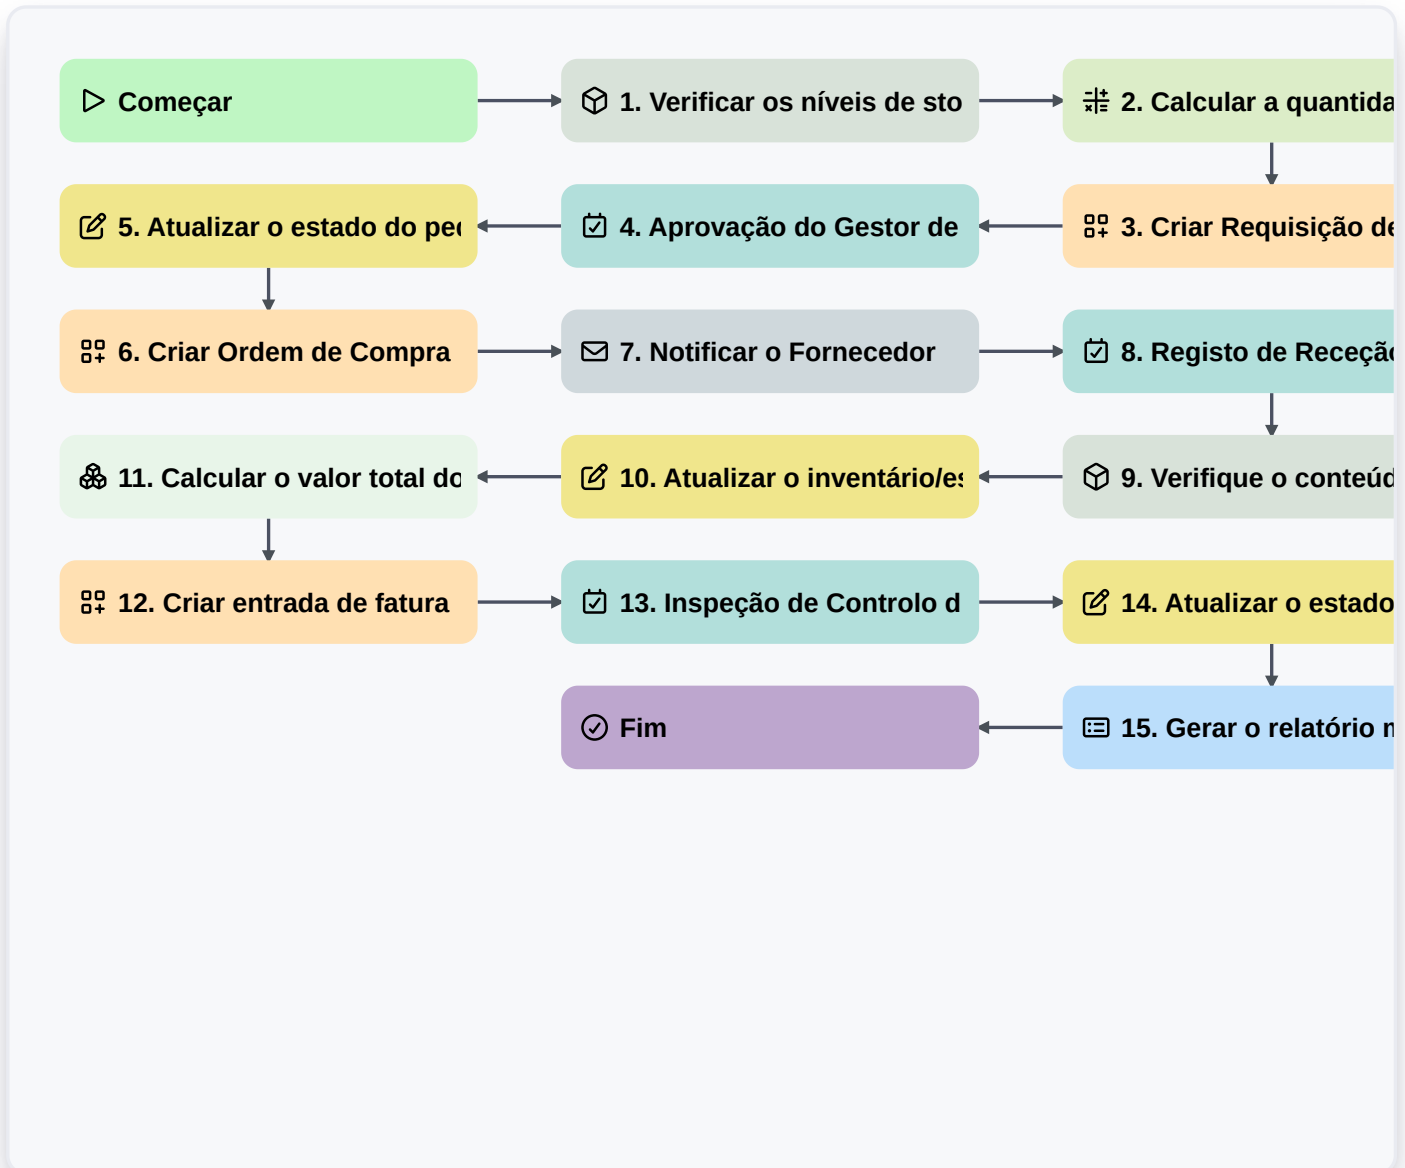 Começar
1. Verificar os níveis de sto
2. Calcular a quantida
5. Atualizar o estado do
4. Aprovação do Gestor de
3. Criar Requisição de
6. Criar Ordem de Compra
7. Notificar o Fornecedor
8. Registo de Receção
11. Calcular o valor total do
10. Atualizar o inventário/es
9. Verifique o conteúd
12. Criar entrada de fatura
13. Inspeção de Controlo d
14. Atualizar o estado
Fim
15. Gerar o relatório